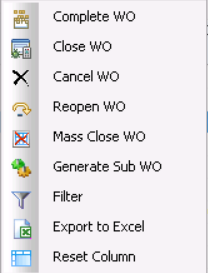 Complete WO
Close WO
Cancel WO
Reopen WO
Mass Close WO
Generate Sub WO
Filter
Export to Excel
Reset Column